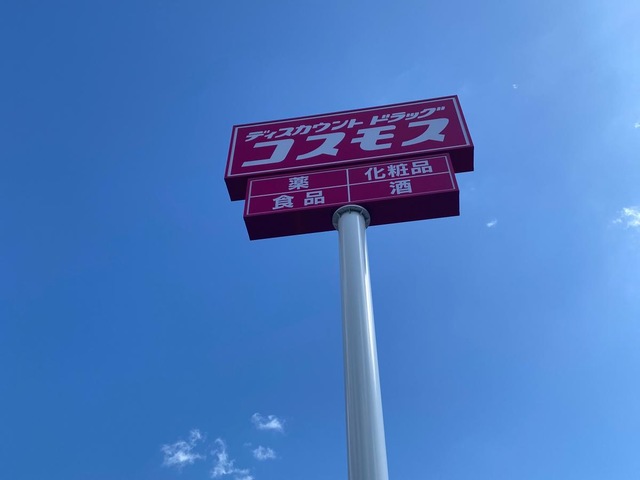 ディスカウント ドラッグ
コスモス
薬 化粧品
食品 酒